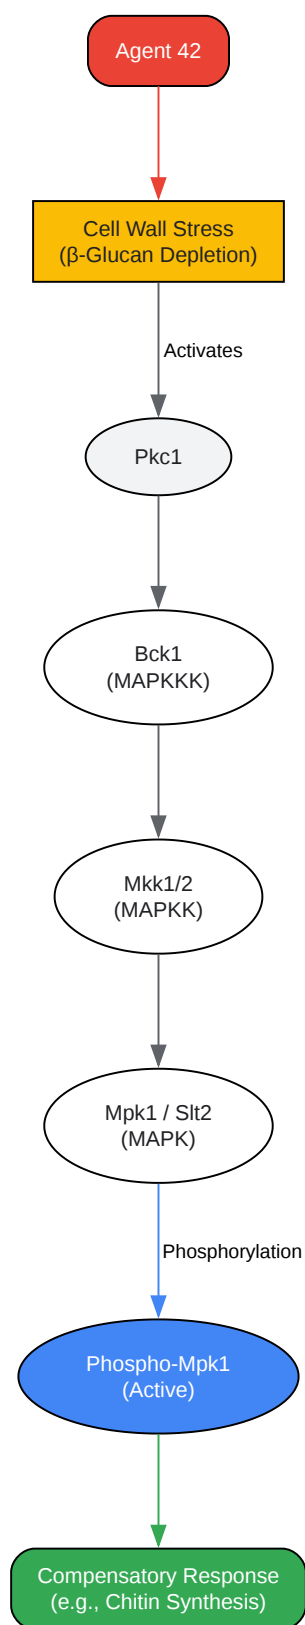 Agent 42
Cell Wall Stress
(β-Glucan Depletion)
Activates
Pkc1
Bck1
(MAPKKK)
Mkk1/2
(MAPKK)
Mpk1 / Slt2
(MAPK)
Phosphorylation
Phospho-Mpk1
(Active)
Compensatory Response
(e.g., Chitin Synthesis)